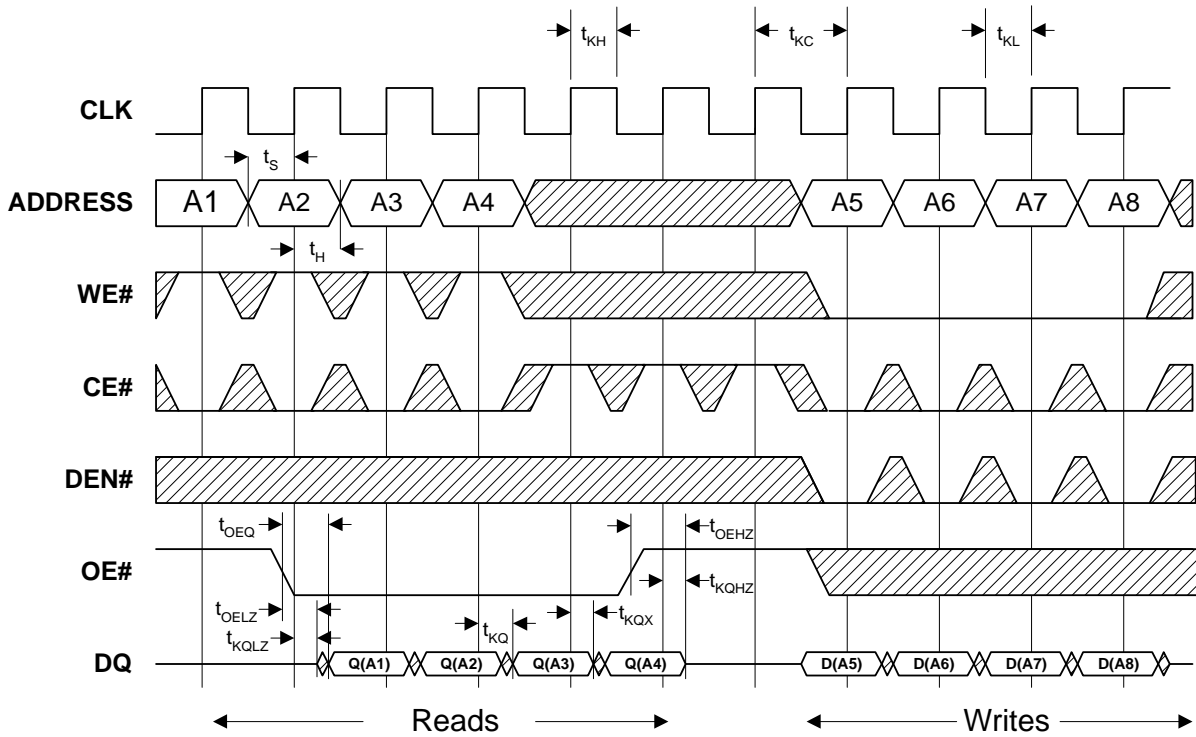 tKH tKC tKL
CLK
tS
ADDRESS A1 A2 A3 A4 A5 A6 A7 A8
tH
WE#
CE#
DEN#
tOEQ tOEHZ
OE#
tKQHZ
tOELZ
tKQLZ tKQ tKQX
DQ Q(A1) Q(A2) Q(A3) Q(A4) D(A5) D(A6) D(A7) D(A8)
Reads Writes